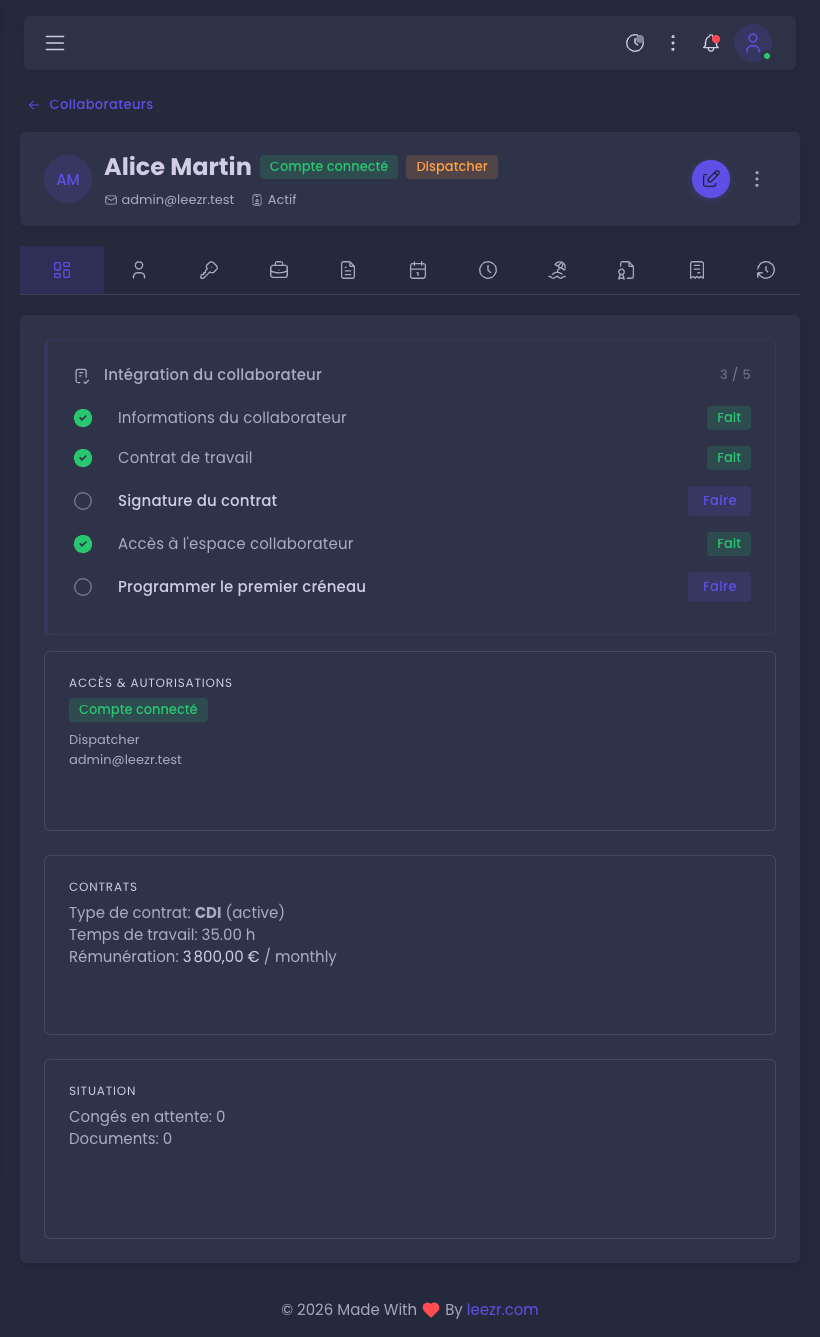 Collaborateurs
AM
Alice Martin Compte connecté Dispatcher
admin@leezr.test Actif
Intégration du collaborateur 3 / 5
Informations du collaborateur Fait
Contrat de travail Fait
Signature du contrat Faire
Accès à l'espace collaborateur Fait
Programmer le premier créneau Faire
ACCÈS & AUTORISATIONS
Compte connecté
Dispatcher
admin@leezr.test
CONTRATS
Type de contrat: CDI (active)
Temps de travail: 35.00 h
Rémunération: 3 800,00 € / monthly
SITUATION
Congés en attente: 0
Documents: 0
© 2026 Made With ❤ By leezr.com